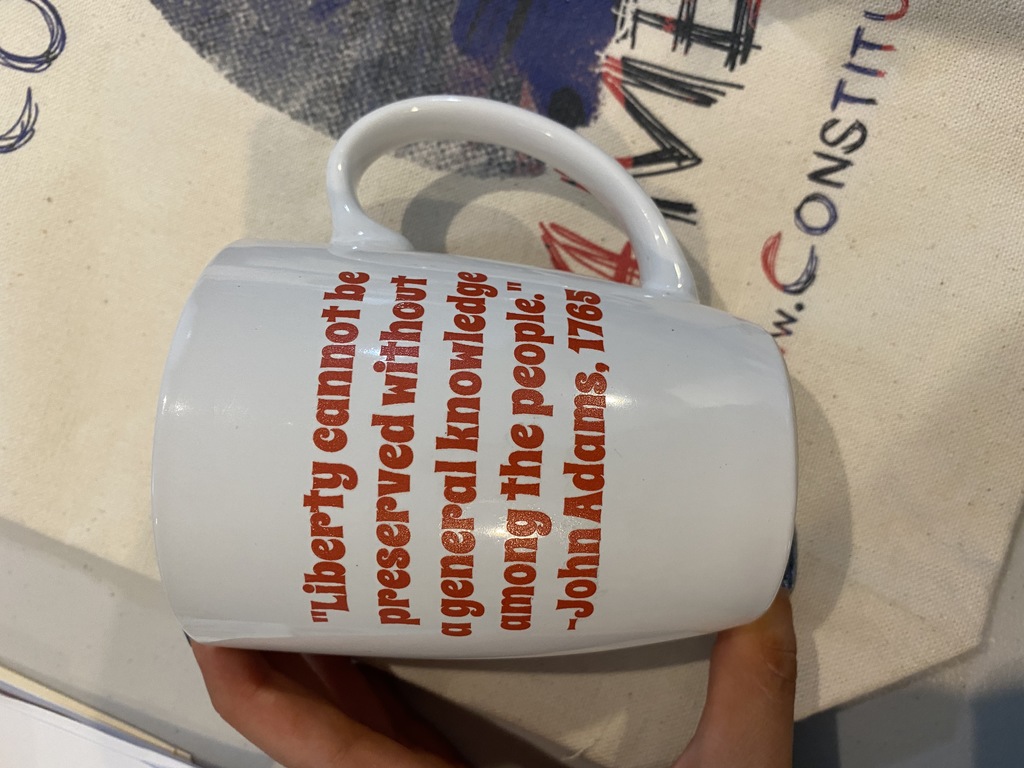 "Liberty cannot be
preserved without
a general knowledge
among the people."
-John Adams, 1765